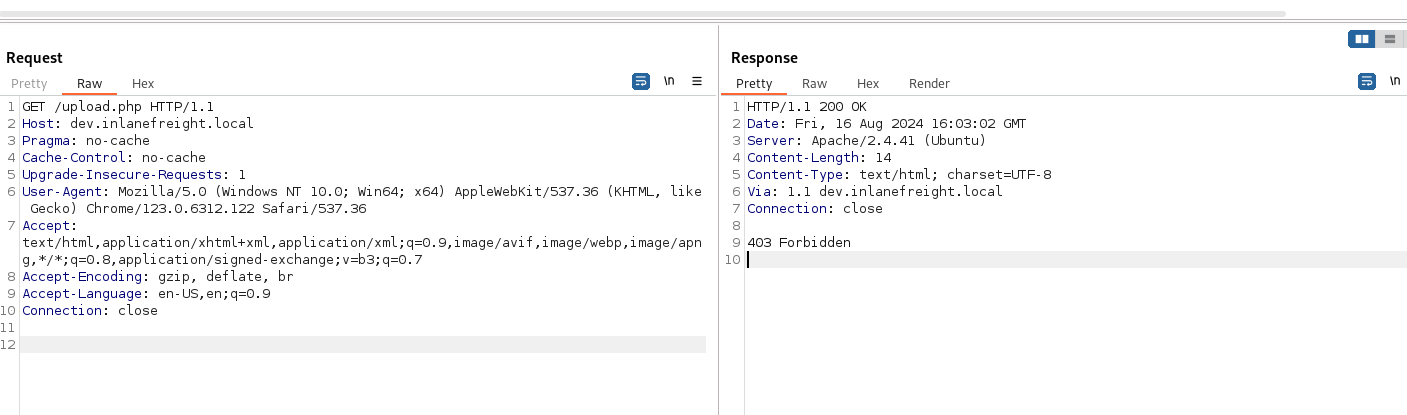 Request
Pretty Raw Hex \n
1 GET /upload.php HTTP/1.1
2 Host: dev.inlanefreight.local
3 Pragma: no-cache
4 Cache-Control: no-cache
5 Upgrade-Insecure-Requests: 1
6 User-Agent: Mozilla/5.0 (Windows NT 10.0; Win64; x64) AppleWebKit/537.36 (KHTML, like
Gecko) Chrome/123.0.6312.122 Safari/537.36
7 Accept:
text/html,application/xhtml+xml,application/xml;q=0.9,image/avif,image/webp,image/apn
g,*/*;q=0.8,application/signed-exchange;v=b3;q=0.7
8 Accept-Encoding: gzip, deflate, br
9 Accept-Language: en-US,en;q=0.9
10 Connection: close
11
12
Response
Pretty Raw Hex Render \n
1 HTTP/1.1 200 OK
2 Date: Fri, 16 Aug 2024 16:03:02 GMT
3 Server: Apache/2.4.41 (Ubuntu)
4 Content-Length: 14
5 Content-Type: text/html; charset=UTF-8
6 Via: 1.1 dev.inlanefreight.local
7 Connection: close
8
9 403 Forbidden
10